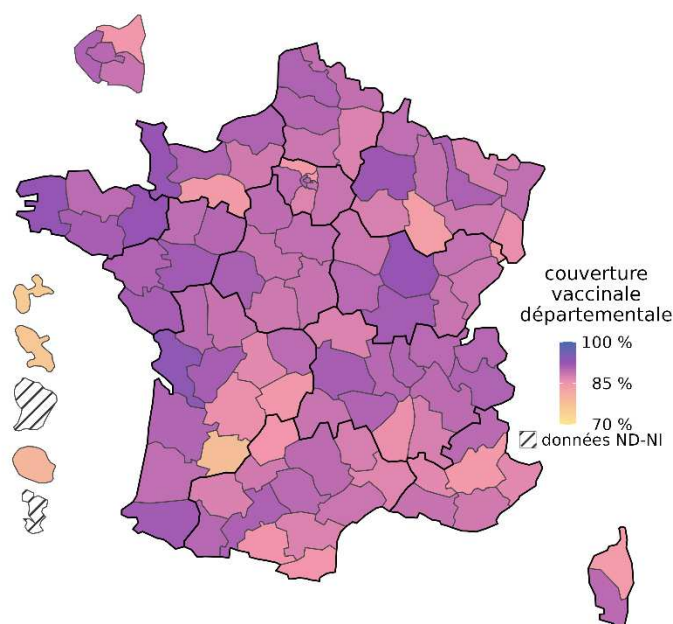 couverture
vaccinale
départementale
100 %
85 %
70 %
données ND-NI